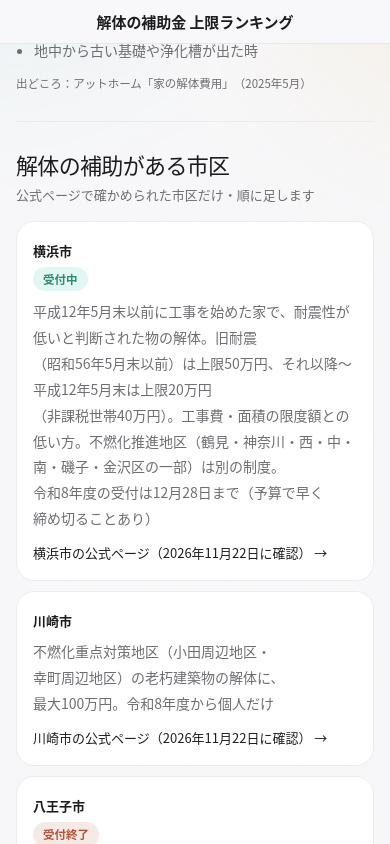 解体の補助金 上限ランキング
• 地中から古い基礎や浄化槽が出た時
出どころ：アットホーム「家の解体費用」（2025年5月）
解体の補助がある市区
公式ページで確かめられた市区だけ・順に足します
横浜市
受付中
平成12年5月末以前に工事を始めた家で、耐震性が
低いと判断された物の解体。旧耐震
（昭和56年5月末以前）は上限50万円、それ以降〜
平成12年5月末は上限20万円
（非課税世帯40万円）。工事費・面積の限度額との
低い方。不燃化推進地区（鶴見・神奈川・西・中・
南・磯子・金沢区の一部）は別の制度。
令和8年度の受付は12月28日まで（予算で早く
締め切ることあり）
横浜市の公式ページ（2026年11月22日に確認） →
川崎市
不燃化重点対策地区（小田周辺地区・
幸町周辺地区）の老朽建築物の解体に、
最大100万円。令和8年度から個人だけ
川崎市の公式ページ（2026年11月22日に確認） →
八王子市
受付終了